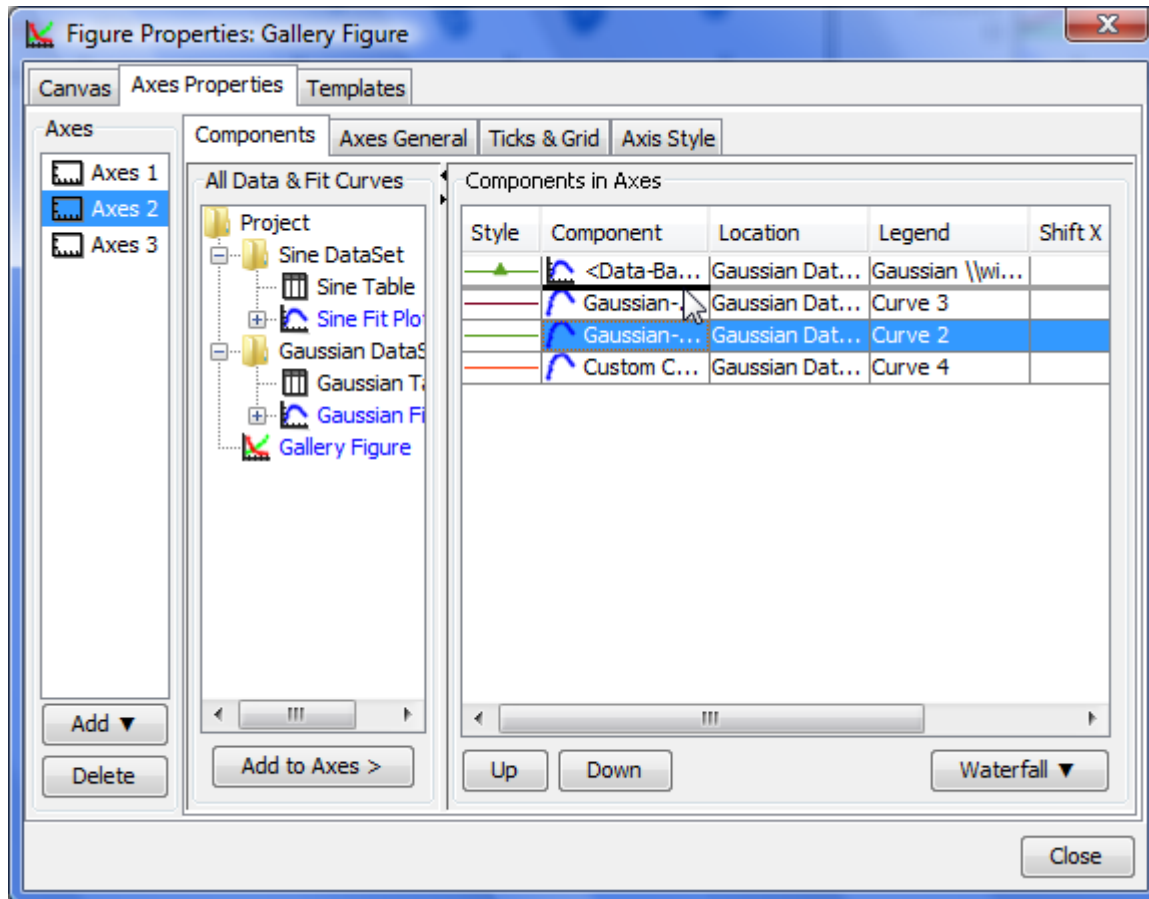 Figure Properties: Gallery Figure
X
Canvas Axes Properties Templates
Axes
Axes 1
Axes 2
Axes 3
Add ▼
Delete
Components Axes General Ticks & Grid Axis Style
All Data & Fit Curves
Project
Sine DataSet
Sine Table
Sine Fit Plo
Gaussian DataS
Gaussian Ta
Gaussian Fi
Gallery Figure
Add to Axes >
Components in Axes
Style Component Location Legend Shift X
<Data-Ba... Gaussian Dat... Gaussian \\wi...
Gaussian-... Gaussian Dat... Curve 3
Gaussian-... Gaussian Dat... Curve 2
Custom C... Gaussian Dat... Curve 4
Up Down Waterfall ▼
Close